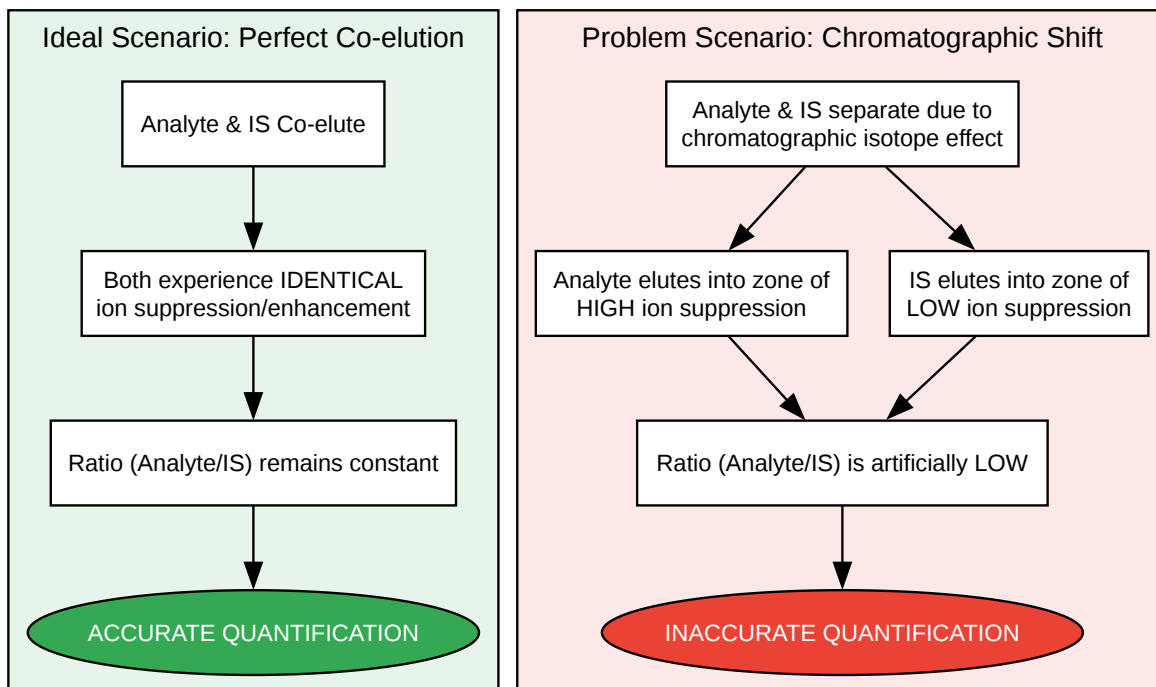 Ideal Scenario: Perfect Co-elution
Analyte & IS Co-elute
Both experience IDENTICAL
ion suppression/enhancement
Ratio (Analyte/IS) remains constant
ACCURATE QUANTIFICATION
Problem Scenario: Chromatographic Shift
Analyte & IS separate due to
chromatographic isotope effect
Analyte elutes into zone of
HIGH ion suppression
IS elutes into zone of
LOW ion suppression
Ratio (Analyte/IS) is artificially LOW
INACCURATE QUANTIFICATION